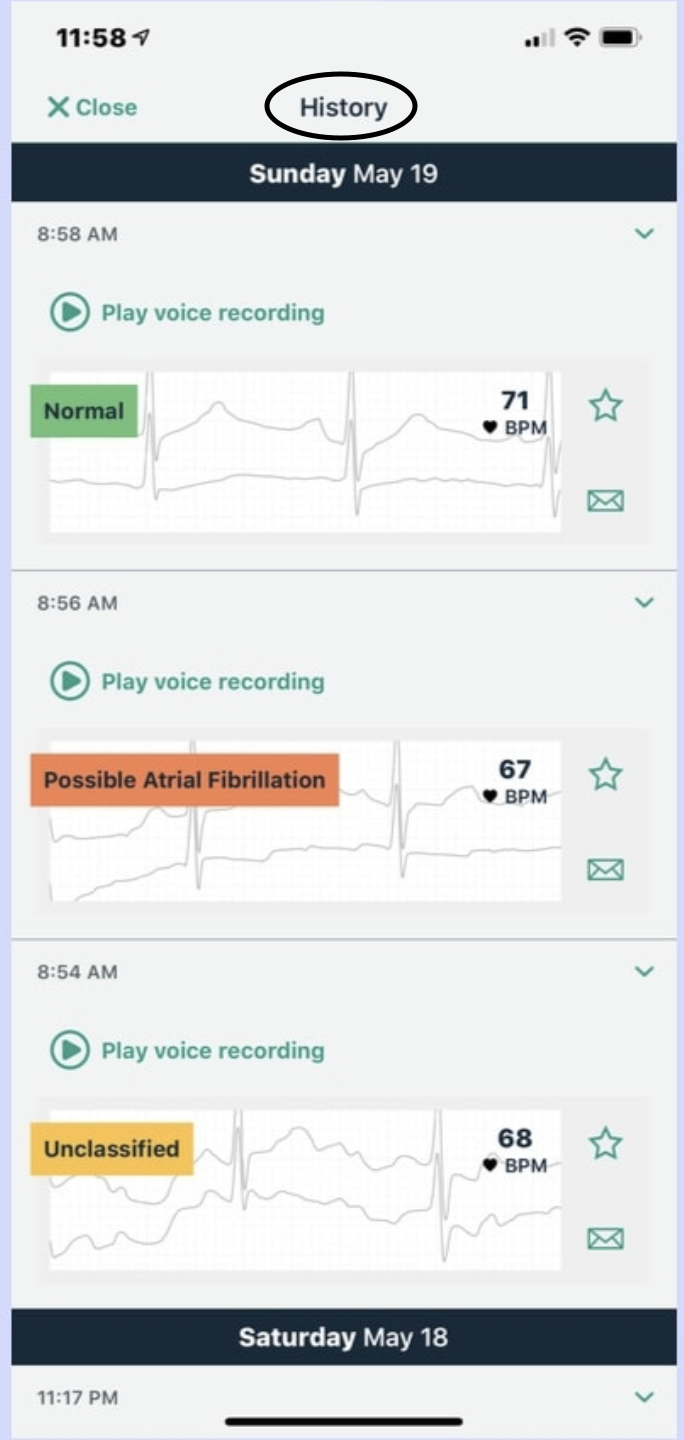 11:58
Close
History
Sunday May 19
8:58 AM
Play voice recording
Normal
71
BPM
8:56 AM
Play voice recording
Possible Atrial Fibrillation
67
BPM
8:54 AM
Play voice recording
Unclassified
68
BPM
Saturday May 18
11:17 PM